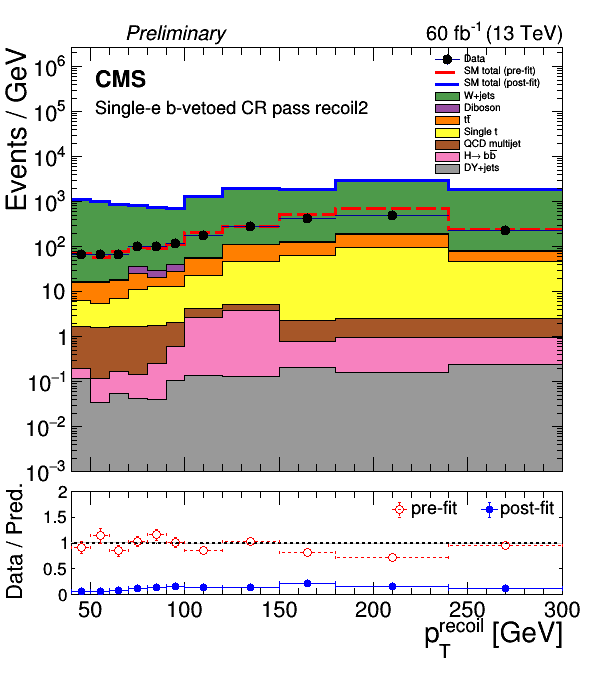 Preliminary 60 fb⁻¹ (13 TeV)
CMS
Single-e b-vetoed CR pass recoil2
Data
SM total (pre-fit)
SM total (post-fit)
W+jets
Diboson
tt̅
Single t
QCD multijet
H→ bb̅
DY+jets
Events / GeV
10⁶
10⁵
10⁴
10³
10²
10
1
10⁻¹
10⁻²
10⁻³
pre-fit post-fit
Data / Pred.
2
1.5
1
0.5
0
50 100 150 200 250 300
p_T^recoil [GeV]